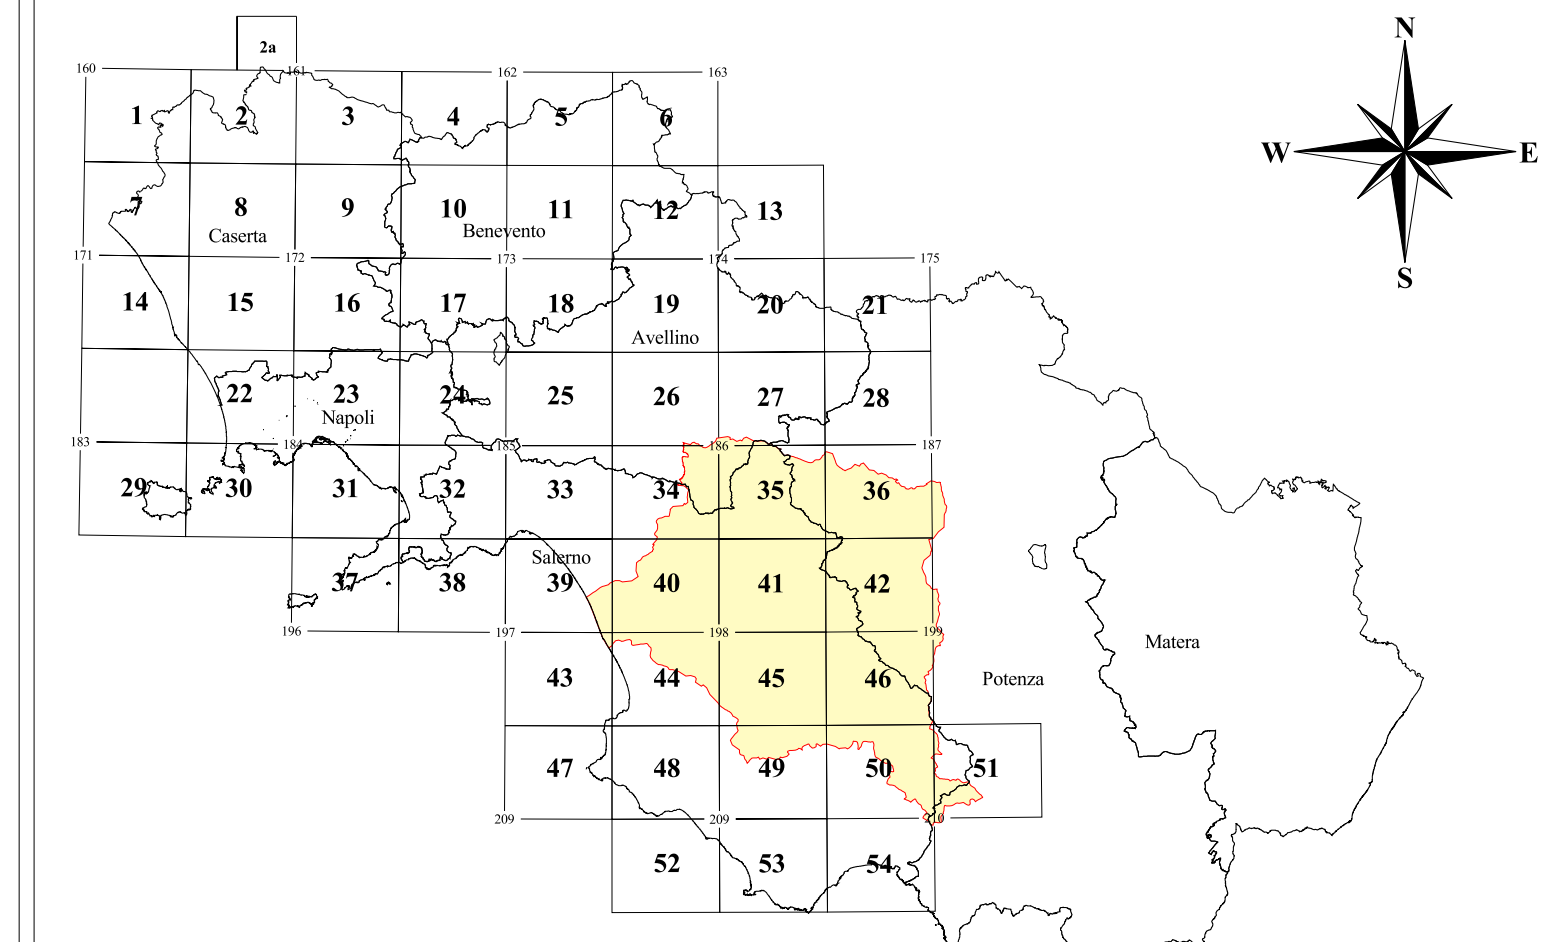 N
2a
160 161 162 163
1 2 3 4 5 6
W E
7 8 9 10 11 12 13
Caserta Benevento
171 172 173 174 175
S
14 15 16 17 18 19 20 21
Avellino
22 23 24 25 26 27 28
Napoli
183 184 185 186 187
29 30 31 32 33 34 35 36
Salerno
37 38 39 40 41 42
196 197 198 199
Matera
43 44 45 46 Potenza
47 48 49 50 51
209 209 210
52 53 54